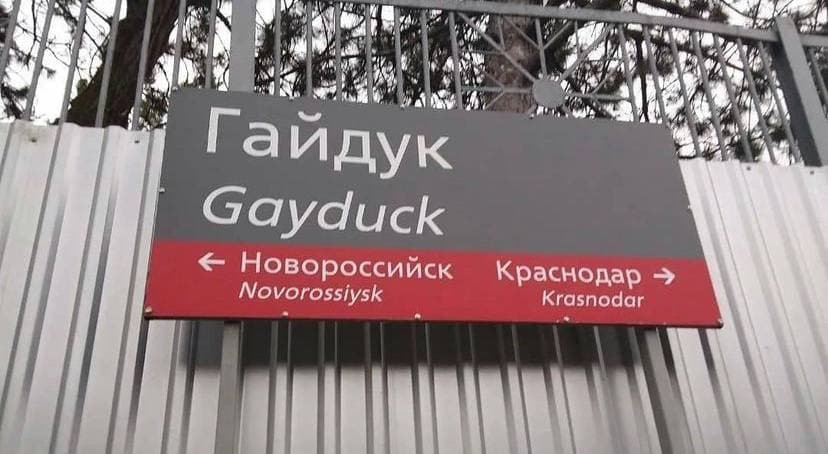 Гайдук
Gayduck
← Новороссийск Краснодар →
Novorossiysk Krasnodar